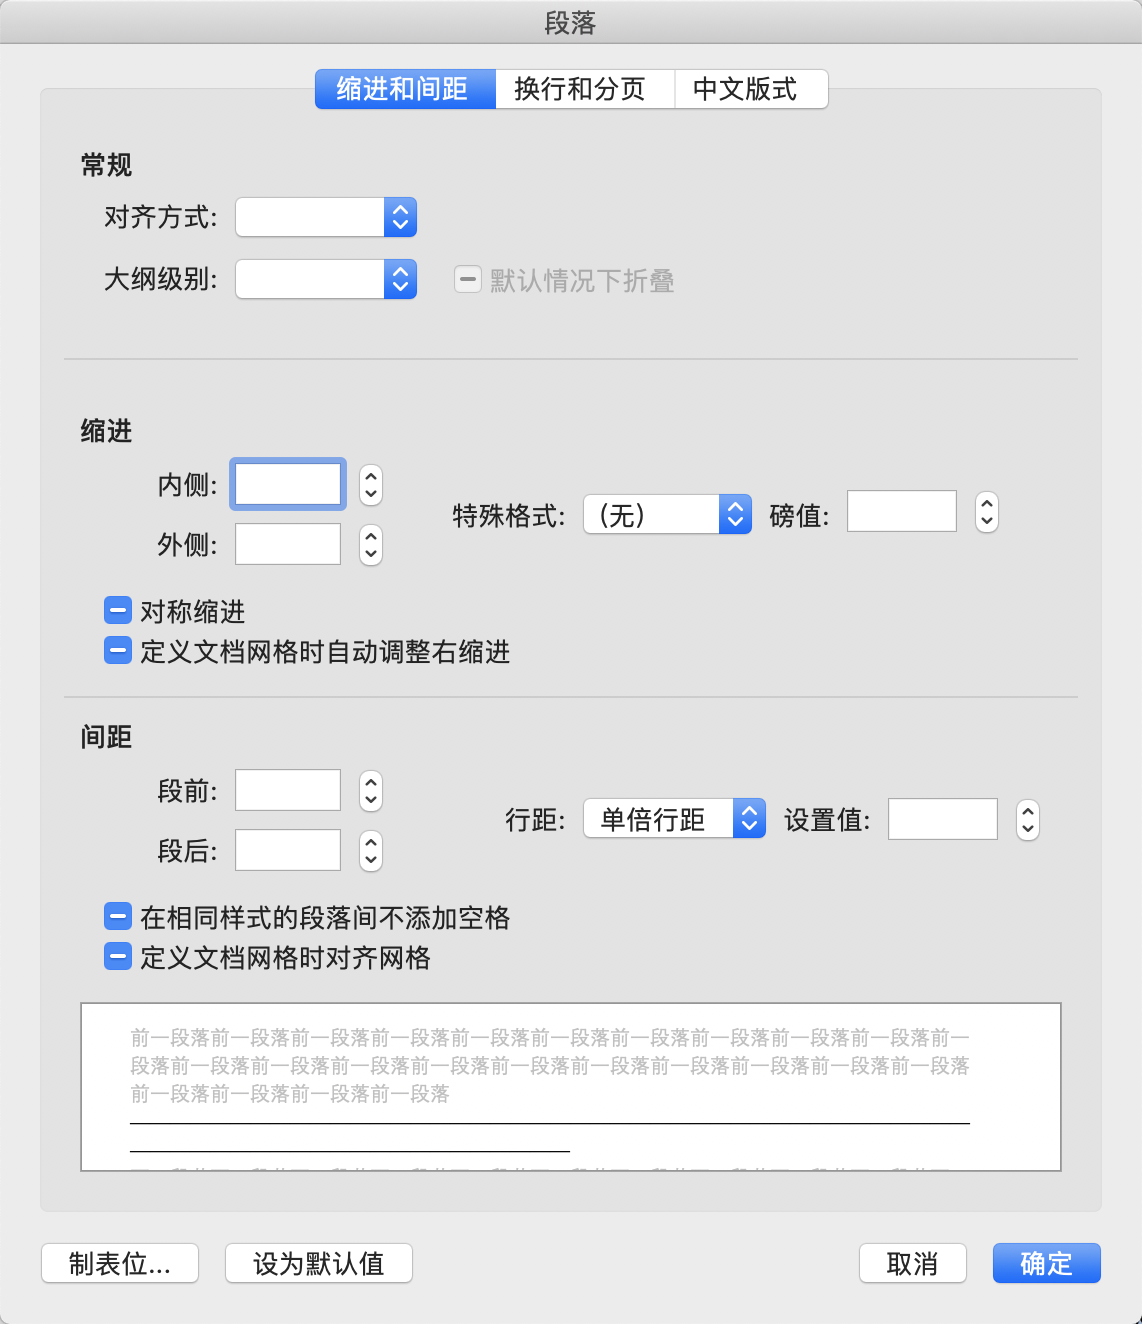 段落
缩进和间距 换行和分页 中文版式
常规
对齐方式:
大纲级别: 默认情况下折叠
缩进
内侧:
特殊格式: (无) 磅值:
外侧:
对称缩进
定义文档网格时自动调整右缩进
间距
段前:
行距: 单倍行距 设置值:
段后:
在相同样式的段落间不添加空格
定义文档网格时对齐网格
前一段落前一段落前一段落前一段落前一段落前一段落前一段落前一段落前一段落前一段落前一
段落前一段落前一段落前一段落前一段落前一段落前一段落前一段落前一段落前一段落前一段落
前一段落前一段落前一段落前一段落
制表位... 设为默认值 取消 确定